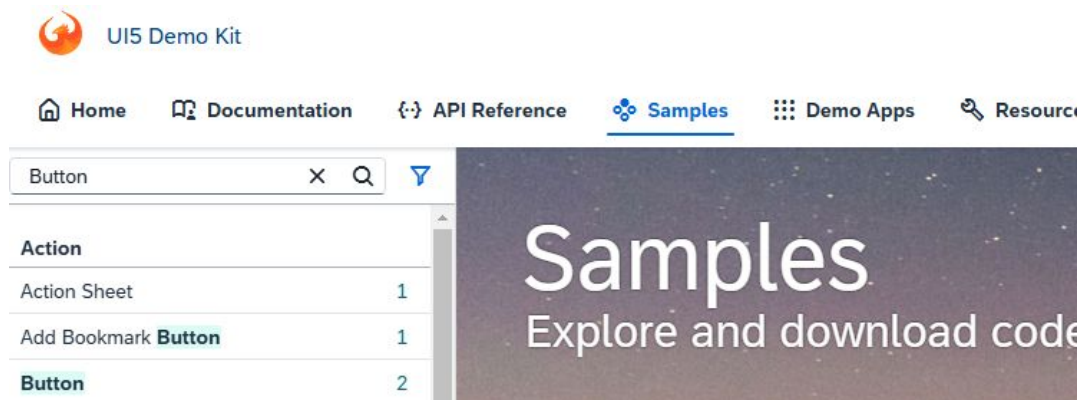 UI5 Demo Kit
Home Documentation API Reference Samples Demo Apps Resource
Button
Action
Action Sheet 1
Add Bookmark Button 1
Button 2
Samples
Explore and download code